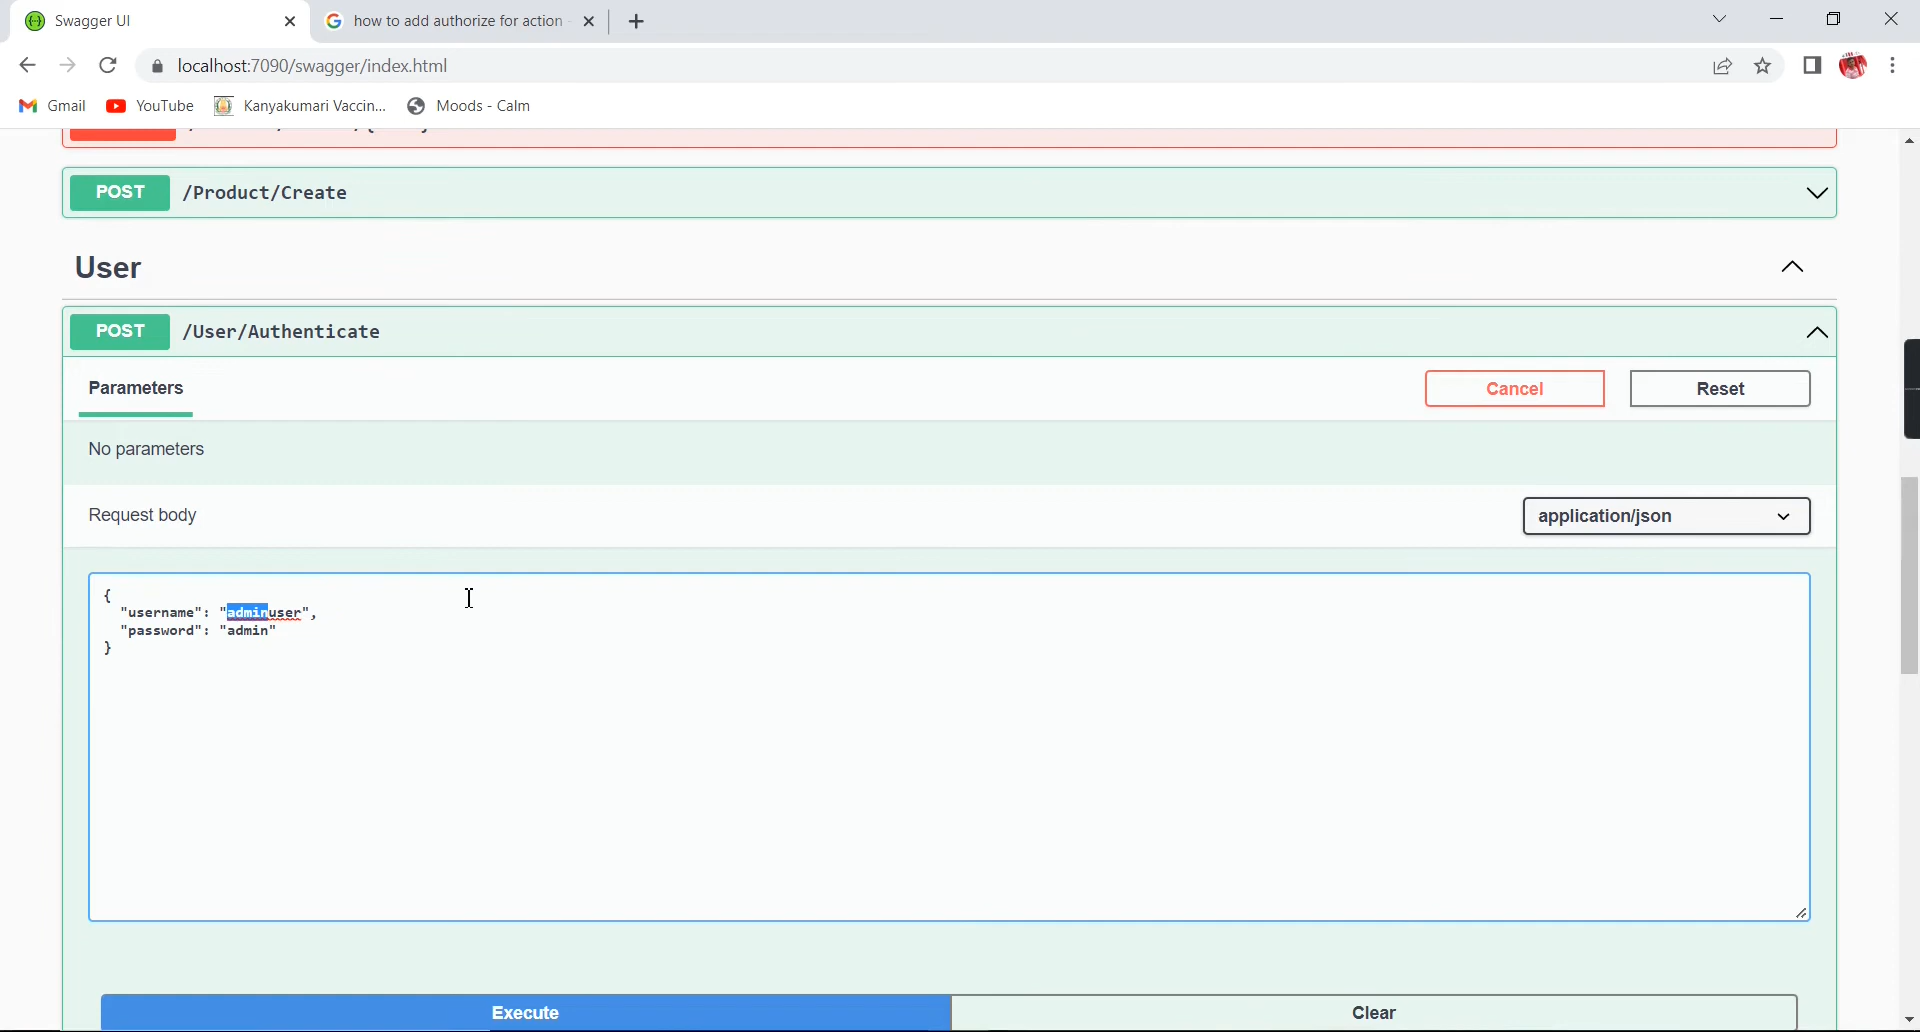 Swagger UI
how to add authorize for action
localhost:7090/swagger/index.html
Gmail
YouTube
Kanyakumari Vaccin...
Moods - Calm
POST /Product/Create
User
POST /User/Authenticate
Parameters
Cancel
Reset
No parameters
Request body
application/json
{
"username": "adminuser",
"password": "admin"
}
Execute
Clear